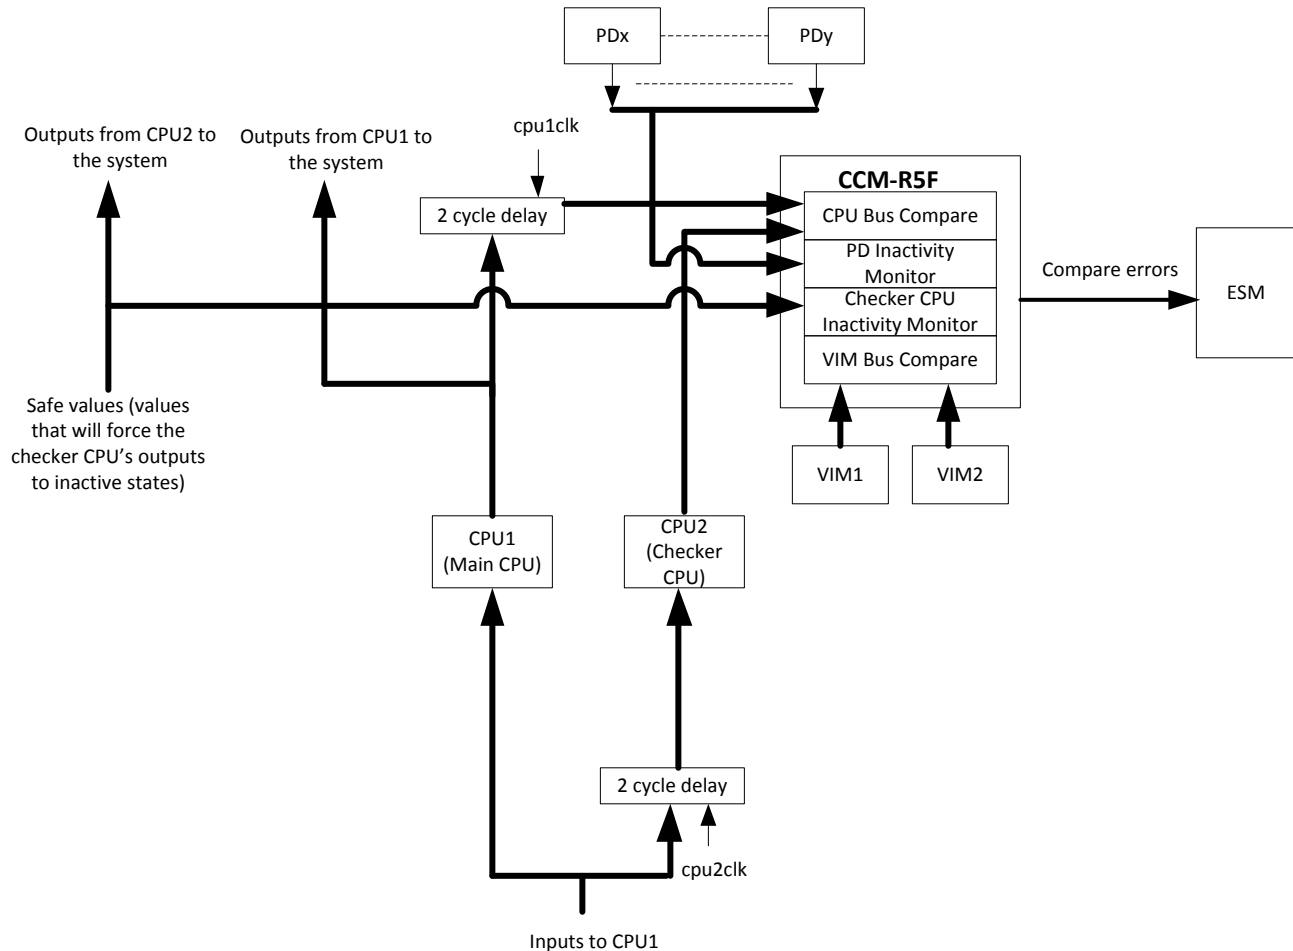 PDx
PDy
Outputs from CPU2 to
the system
Outputs from CPU1 to
the system
cpu1clk
2 cycle delay
CCM-R5F
CPU Bus Compare
PD Inactivity
Monitor
Checker CPU
Inactivity Monitor
VIM Bus Compare
Compare errors
ESM
Safe values (values
that will force the
checker CPU’s outputs
to inactive states)
VIM1
VIM2
CPU1
(Main CPU)
CPU2
(Checker
CPU)
2 cycle delay
cpu2clk
Inputs to CPU1